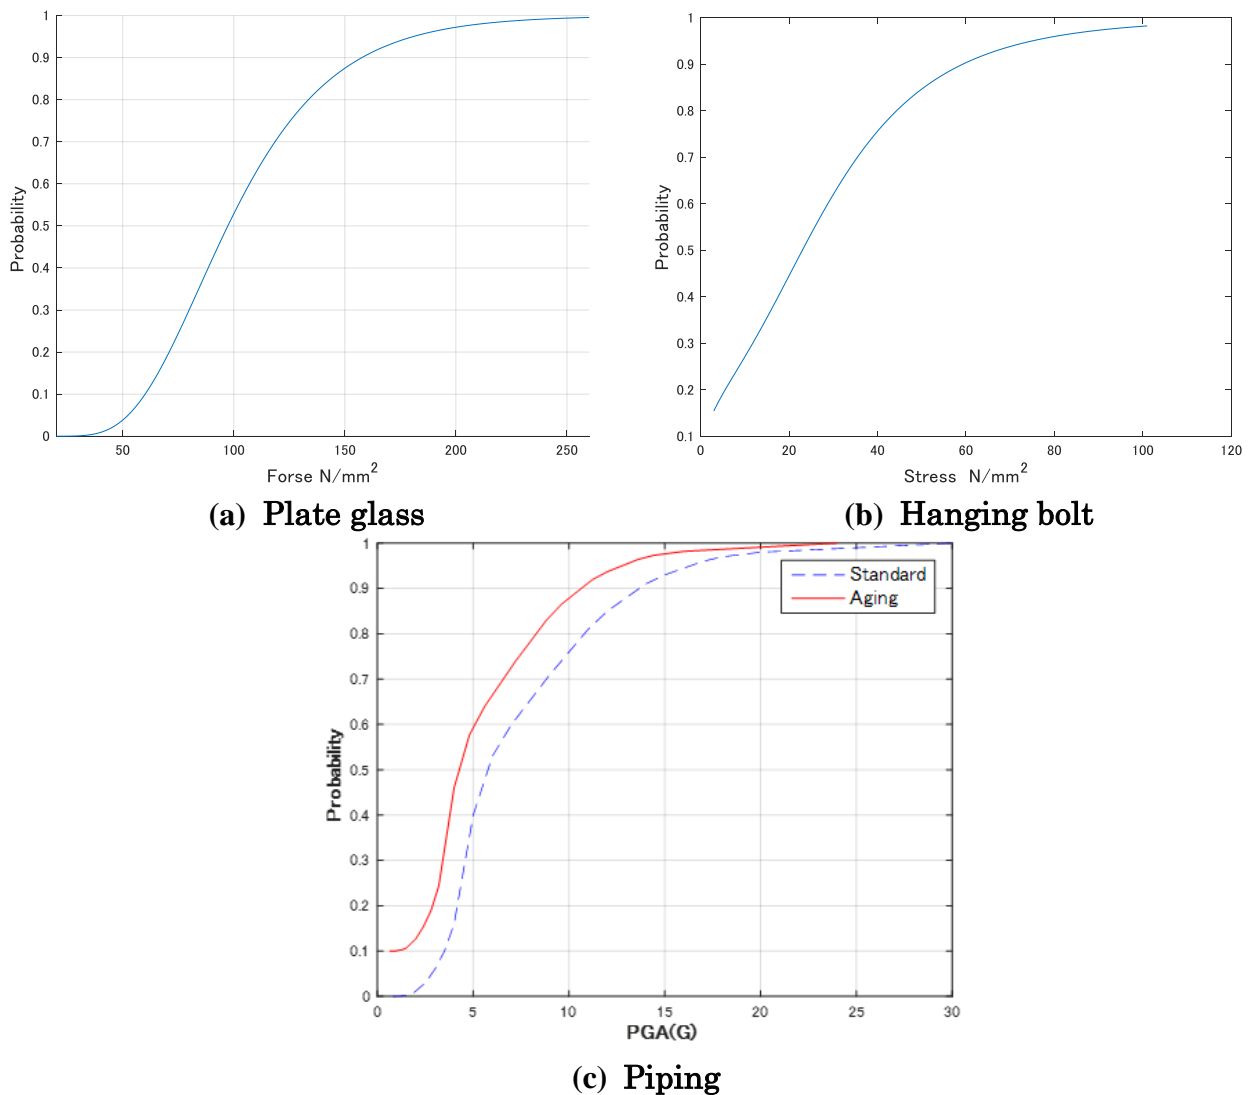 1
0.9
0.8
0.7
0.6
0.5
0.4
0.3
0.2
0.1
0
Probability
50 100 150 200 250
Forse N/mm2
(a) Plate glass
1
0.9
0.8
0.7
0.6
0.5
0.4
0.3
0.2
0.1
Probability
0 20 40 60 80 100 120
Stress N/mm2
(b) Hanging bolt
1
0.9
0.8
0.7
0.6
0.5
0.4
0.3
0.2
0.1
0
Probability
Standard
Aging
0 5 10 15 20 25 30
PGA(G)
(c) Piping